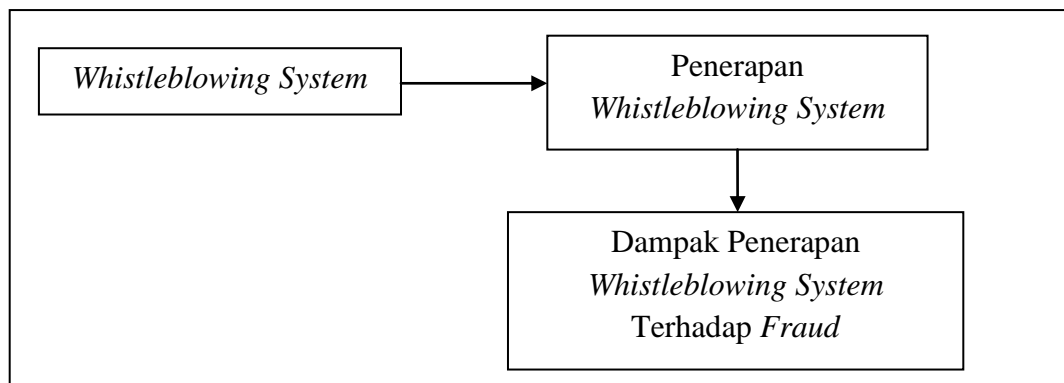 Whistleblowing System
Penerapan
Whistleblowing System
Dampak Penerapan
Whistleblowing System
Terhadap Fraud